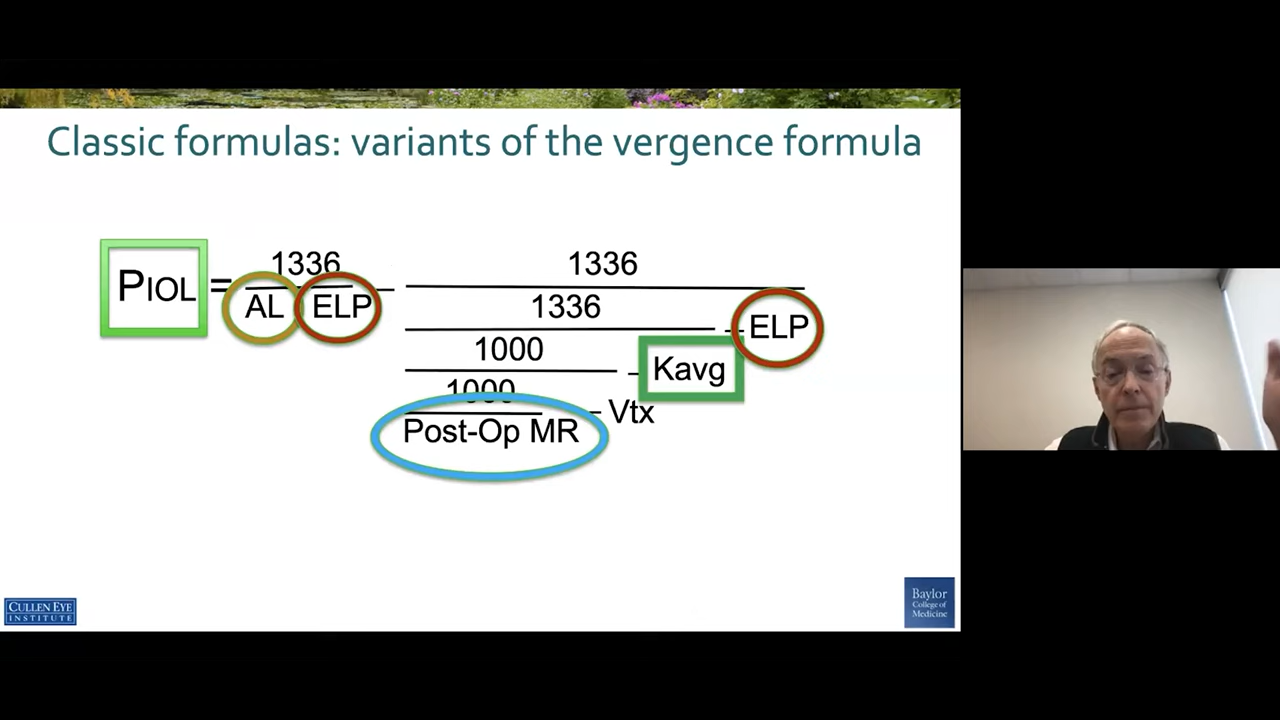 Classic formulas: variants of the vergence formula
PIOL = 1336 – 1336
AL ELP 1336 – ELP
1000 – Kavg
1000 – Vtx
Post-Op MR
CULLEN EYE
INSTITUTE
Baylor
College of
Medicine